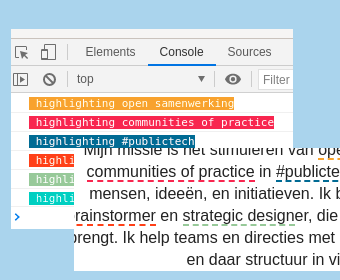 Elements Console Sources
top Filter
highlighting open samenwerking
highlighting communities of practice
highlighting #publictech
highli
highli
highli
Mijn missie is het stimuleren van ope
communities of practice in #publicte
mensen, ideeën, en initiatieven. Ik b
rainstormer en strategic designer, die
prengt. Ik help teams en directies met
en daar structuur in vi